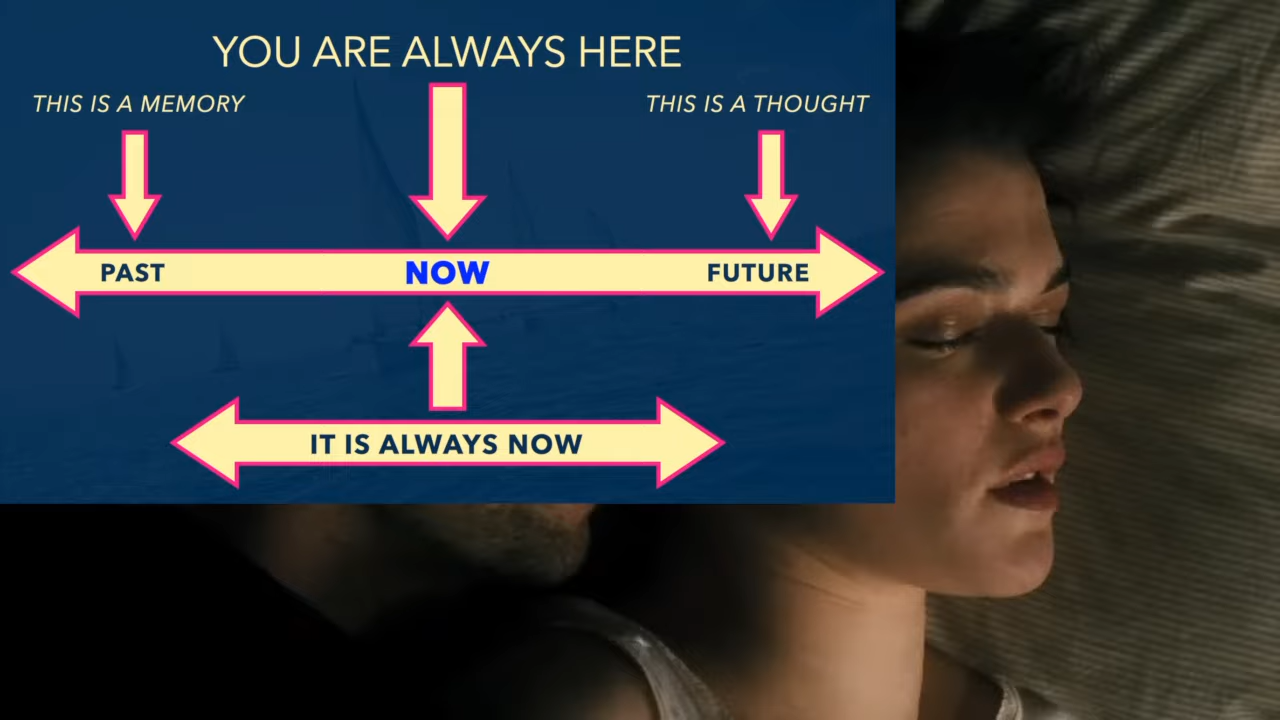 YOU ARE ALWAYS HERE
THIS IS A MEMORY
THIS IS A THOUGHT
PAST
NOW
FUTURE
IT IS ALWAYS NOW